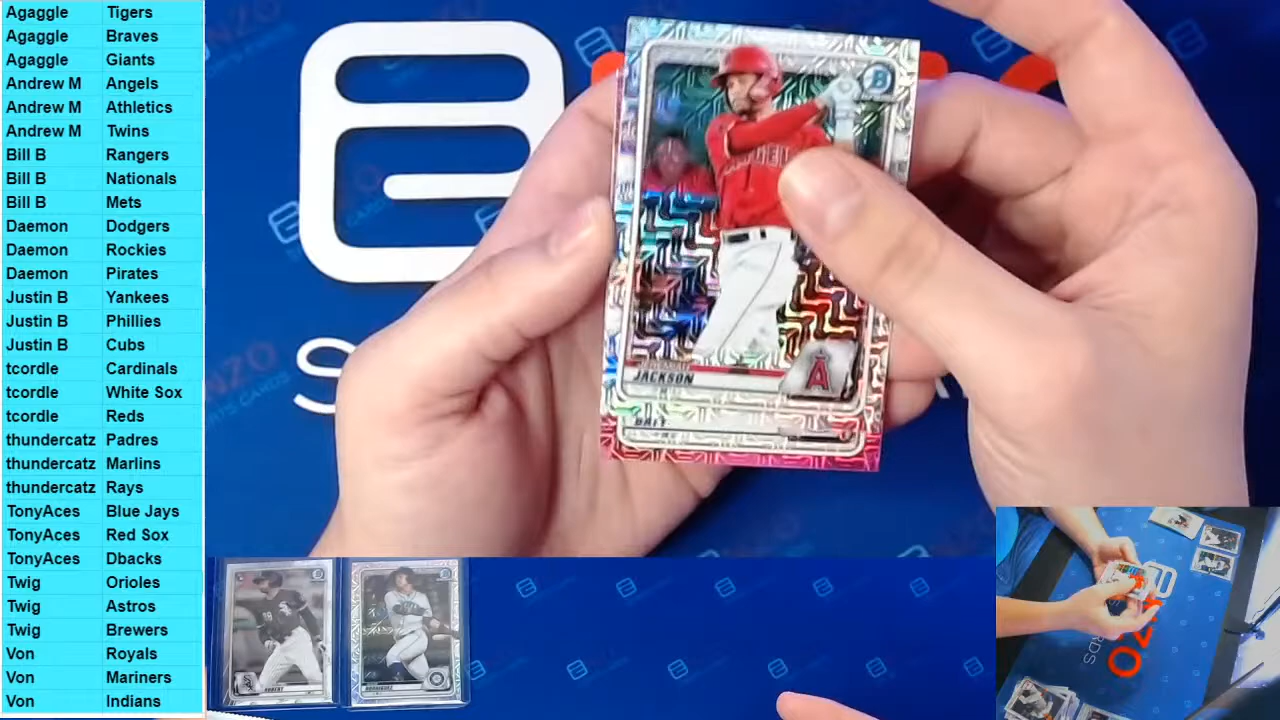 Agaggle Tigers
Agaggle Braves
Agaggle Giants
Andrew M Angels
Andrew M Athletics
Andrew M Twins
Bill B Rangers
Bill B Nationals
Bill B Mets
Daemon Dodgers
Daemon Rockies
Daemon Pirates
Justin B Yankees
Justin B Phillies
Justin B Cubs
tcordle Cardinals
tcordle White Sox
tcordle Reds
thundercatz Padres
thundercatz Marlins
thundercatz Rays
TonyAces Blue Jays
TonyAces Red Sox
TonyAces Dbacks
Twig Orioles
Twig Astros
Twig Brewers
Von Royals
Von Mariners
Von Indians
B
JEREMIAH
JACKSON
A
ROBERT
RODRIGUEZ